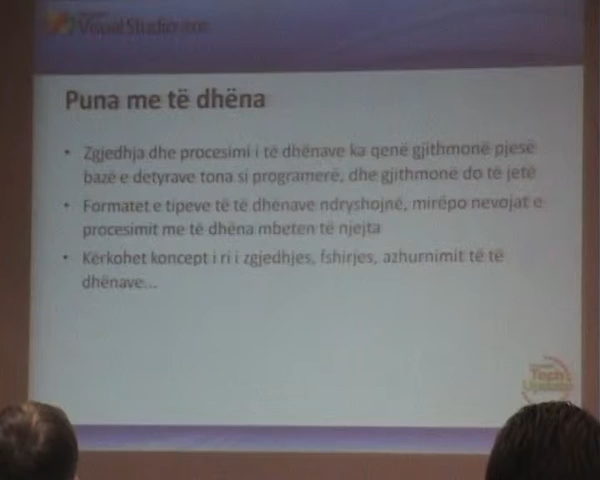 Visual Studio
Puna me të dhëna
• Zgjedhja dhe procesimi i të dhënave ka qenë gjithmonë pjesë
bazë e detyrave tona si programerë, dhe gjithmonë do të jetë
• Formatet e tipeve të të dhënave ndryshojnë, mirëpo nevojat e
procesimit me të dhëna mbeten të njejta
• Kërkohet koncept i ri i zgjedhjes, fshirjes, azhurnimit të të
dhënave...
Tech